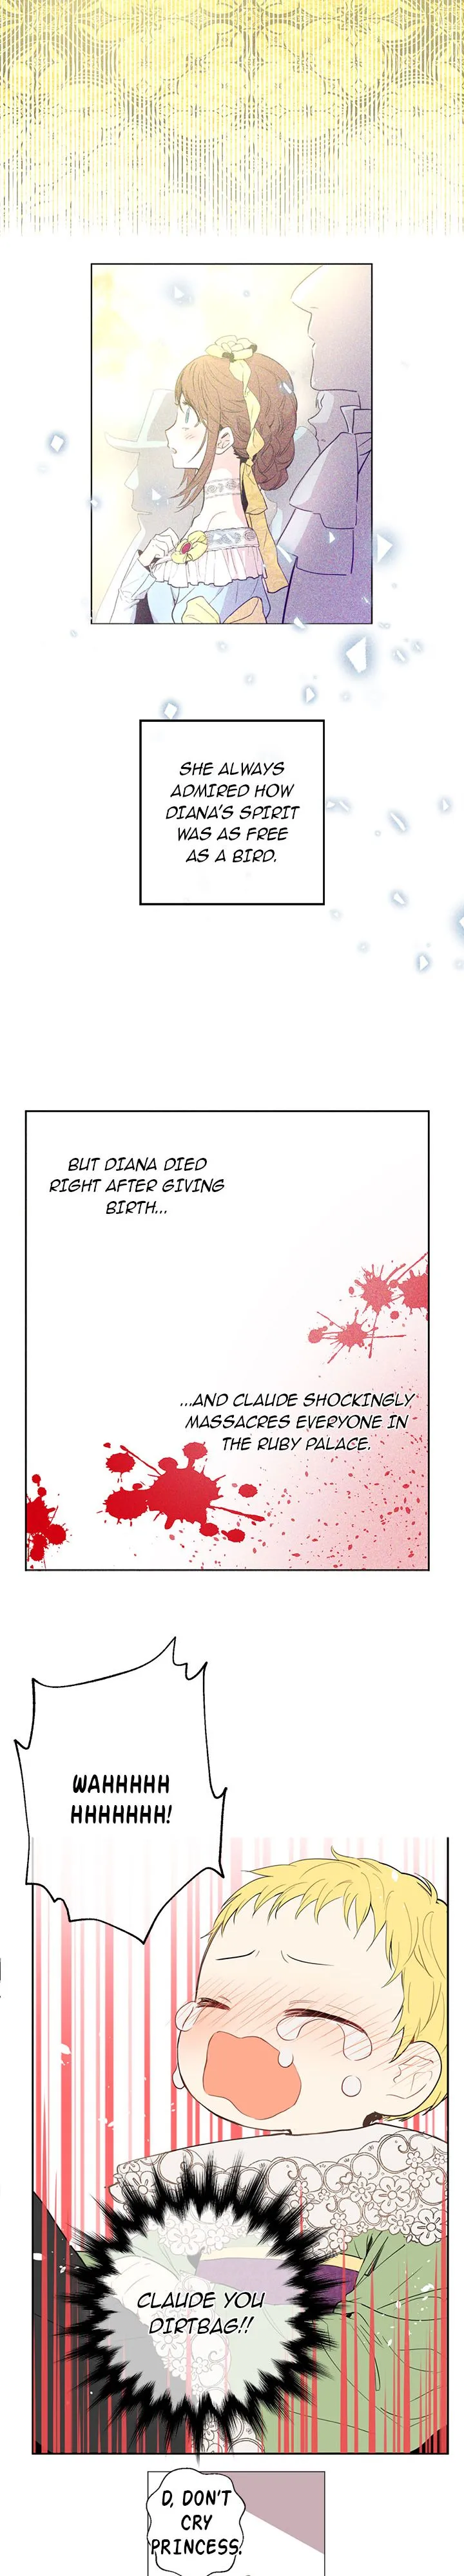 SHE ALWAYS
ADMIRED HOW
DIANA'S SPIRIT
WAS AS FREE
AS A BIRD.
BUT DIANA DIED
RIGHT AFTER GIVING
BIRTH...
...AND CLAUDE SHOCKINGLY
MASSACRES EVERYONE IN
THE RUBY PALACE.
WAHHHHH
HHHHHHH!
CLAUDE YOU
DIRTBAG!!
D, DON'T
CRY
PRINCESS.